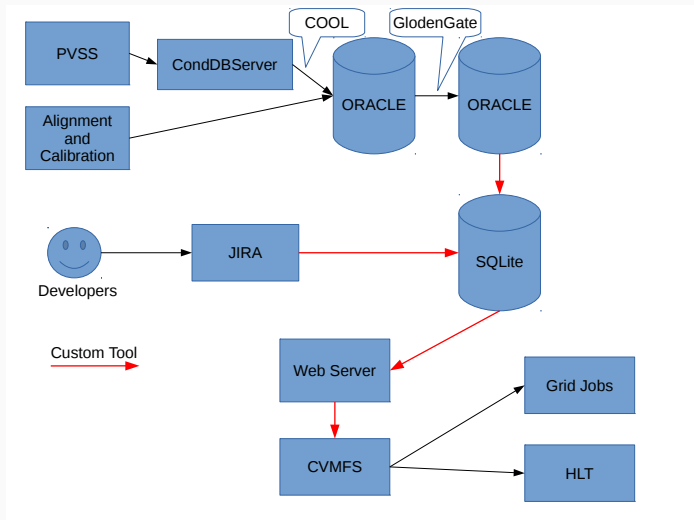 COOL
GlodenGate
PVSS
CondDBServer
ORACLE
ORACLE
Alignment
and
Calibration
JIRA
SQLite
Developers
Custom Tool
Web Server
Grid Jobs
CVMFS
HLT